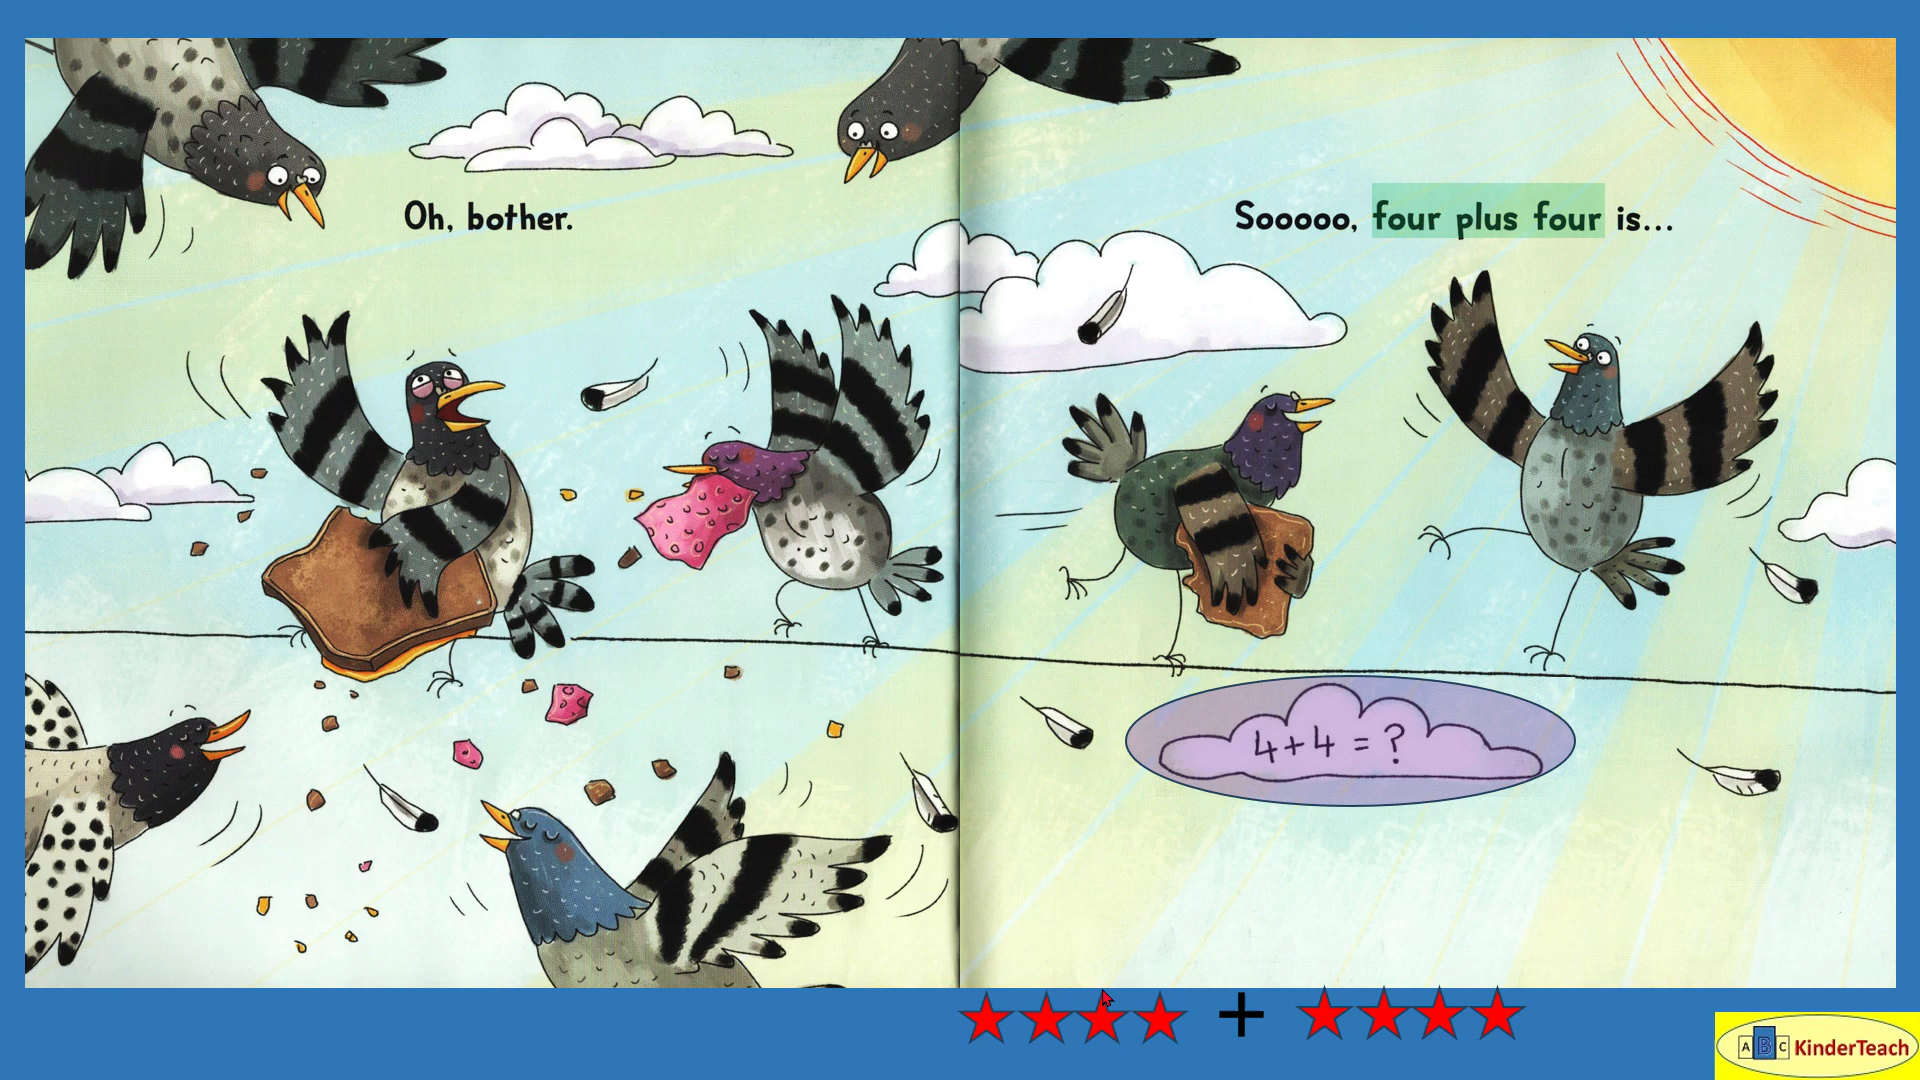 Oh, bother.
Sooooo, four plus four is...
4+4 = ?
+
ABC KinderTeach